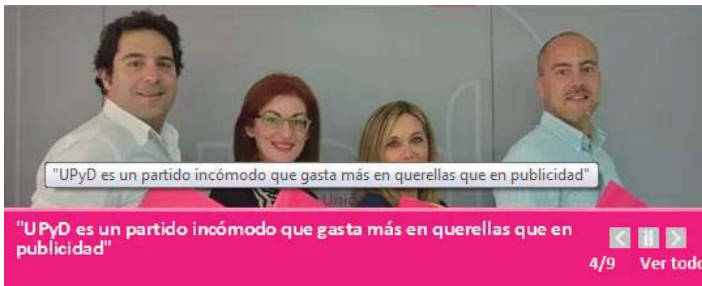 "UPyD es un partido incómodo que gasta más en querellas que en publicidad"
Unió
"UPyD es un partido incómodo que gasta más en querellas que en
publicidad"
4/9 Ver todo